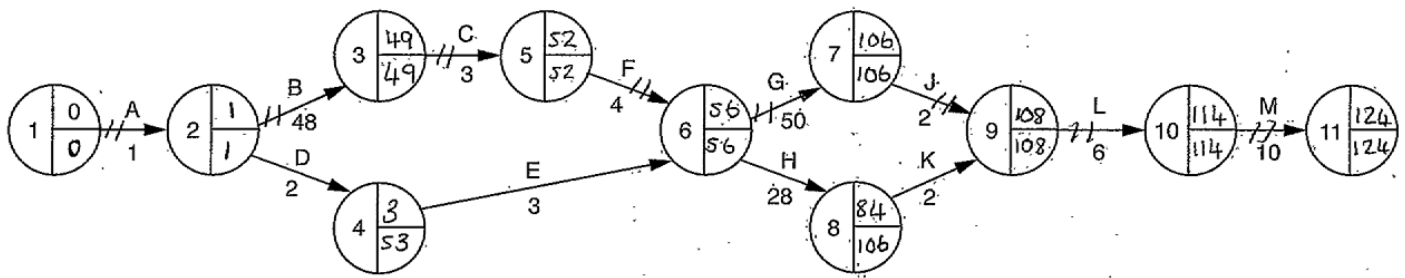 1 0 0
A 1
2 1 1
B 48
3 49 49
C 3
5 52 52
F 4
D 2
4 3 53
E 3
6 56 56
G 50
7 106 106
J 2
H 28
8 84 106
K 2
9 108 108
L 6
10 114 114
M 10
11 124 124